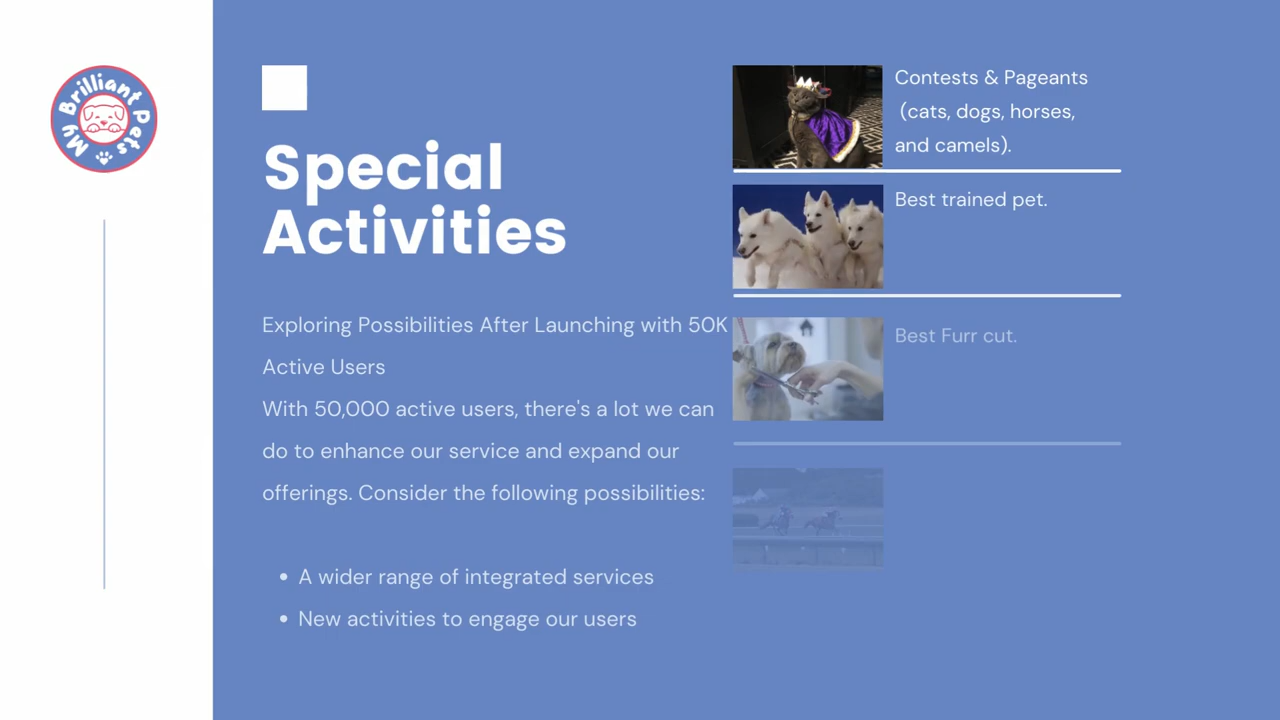 My Brilliant Pets
Special
Activities
Exploring Possibilities After Launching with 50K
Active Users
With 50,000 active users, there's a lot we can
do to enhance our service and expand our
offerings. Consider the following possibilities:
• A wider range of integrated services
• New activities to engage our users
Contests & Pageants
(cats, dogs, horses,
and camels).
Best trained pet.
Best Furr cut.